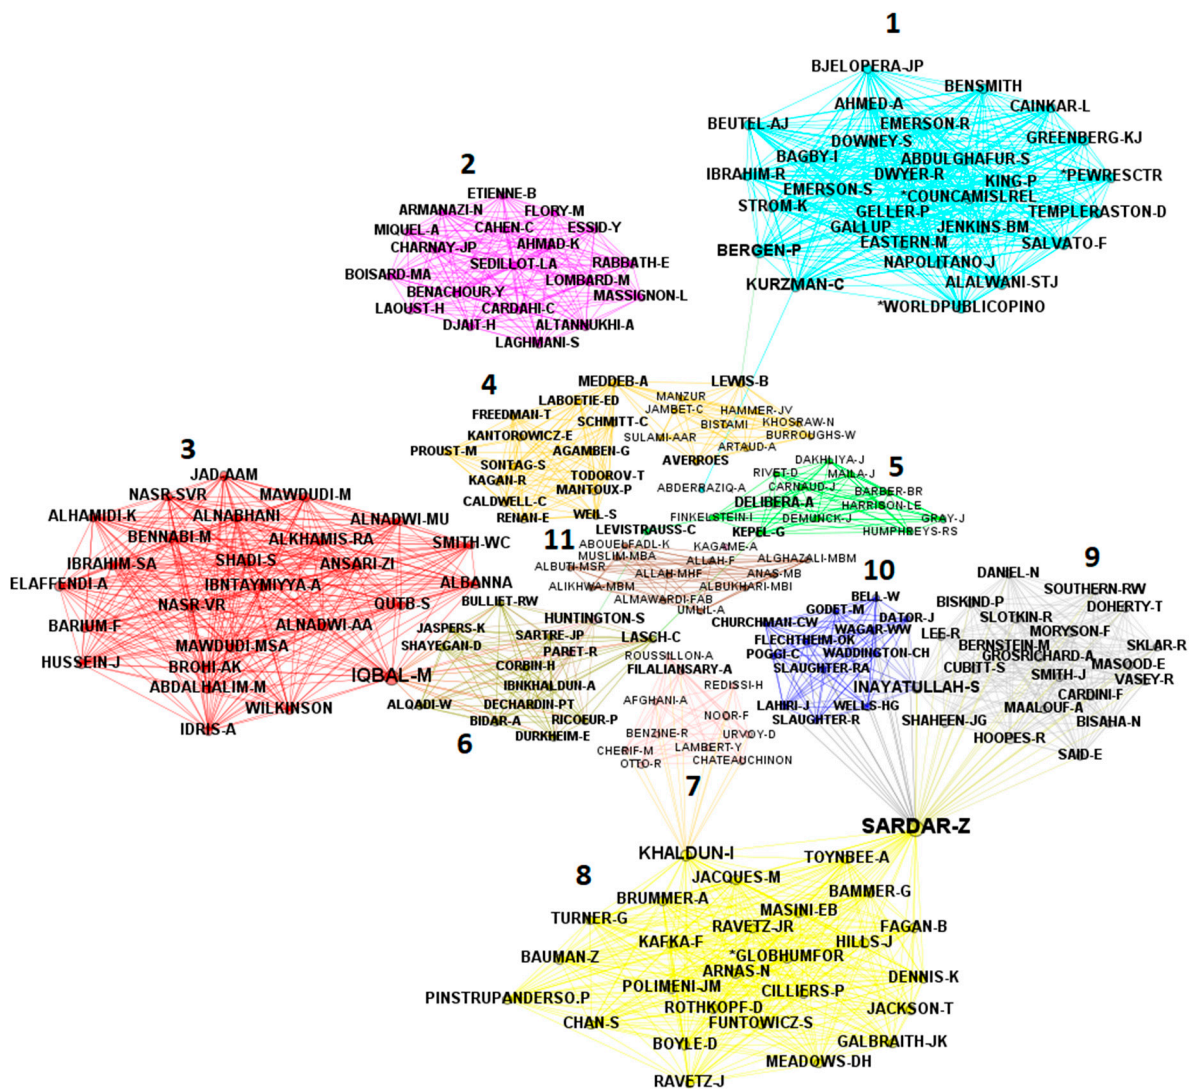 1
BJELOPERA-JP
BENSMITH
AHMED-A
CAINKAR-L
BEUTEL-AJ
EMERSON-R
GREENBERG-KJ
DOWNEY-S
BAGBY-I
ABDULGHAFUR-S
IBRAHIM-R
DWYER-R
KING-P
*PEWRESCTR
EMERSON-S
*COUNCAMISLREL
STROM-K
GELLER-P
TEMPLERASTON-D
GALLUP
JENKINS-BM
EASTERN-M
SALVATO-F
BERGEN-P
NAPOLITANO-J
KURZMAN-C
ALALWANI-STJ
*WORLDPUBLICOPINO
2
ETIENNE-B
ARMANAZI-N
FLORY-M
MIQUEL-A
CAHEN-C
ESSID-Y
CHARNAY-JP
AHMAD-K
SEDILLOT-LA
RABBATH-E
BOISARD-MA
LOMBARD-M
BENACHOUR-Y
MASSIGNON-L
LAOUST-H
CARDAHI-C
DJAIT-H
ALTANNUKHI-A
LAGHMANI-S
4
MEDDEB-A
LEWIS-B
MANZUR
LABOETIE-ED
JAMBET-C
HAMMER-JV
FREEDMAN-T
SCHMITT-C
BISTAMI
KHOSRAW-N
KANTOROWICZ-E
SULAMI-AAR
BURROUGHS-W
PROUST-M
AGAMBEN-G
ARTAUD-A
SONTAG-S
AVERROES
KAGAN-R
TODOROV-T
MANTOUX-P
ABDERRAZIQ-A
CALDWELL-C
RENAN-E
WEIL-S
5
DAKHLIYA-J
RIVET-D
MAILA-J
CARNAUD-J
BARBER-BR
DELIBERA-A
HARRISON-LE
FINKELSTEIN-I
DEMUNCK-J
GRAY-J
LEVISTRAUSS-C
KEPEL-G
HUMPHREYS-RS
3
JAD-AAM
NASR-SVR
MAWDUDI-M
ALHAMIDI-K
ALNABHANI
ALNADWI-MU
BENNABI-M
ALKHAMIS-RA
SMITH-WC
IBRAHIM-SA
SHADI-S
ANSARI-ZI
ELAFFENDI-A
IBNTAYMIYYA-A
ALBANNA
NASR-VR
QUTB-S
BARIUM-F
ALNADWI-AA
MAWDUDI-MSA
HUSSEIN-J
BROHI-AK
IQBAL-M
ABDALHALIM-M
WILKINSON
IDRIS-A
11
ABOUELFADL-K
KAGAME-A
MUSLIM-MBA
ALLAH-F
ALGHAZALI-MBM
ALBUTI-MSR
ALLAH-MHF
ANAS-MB
ALIKHWA-MBM
ALBUKHARI-MBI
ALMAWARDI-FAB
UMLIL-A
BULLIET-RW
HUNTINGTON-S
JASPERS-K
SARTRE-JP
LASCH-C
SHAYEGAN-D
PARET-R
CORBIN-H
IBNKHALDUN-A
ALQADI-W
DECHARDIN-PT
BIDAR-A
RICOEUR-P
DURKHEIM-E
6
ROUSSILLON-A
FILALIANSARY-A
REDISSI-H
AFGHANI-A
NOOR-F
BENZINE-R
URVOY-D
CHERIF-M
LAMBERT-Y
OTTO-R
CHATEAUCHINON
7
10
BELL-W
GODET-M
CHURCHMAN-CW
DATOR-J
WAGAR-WW
FLECHTHEIM-OK
POGGI-C
WADDINGTON-CH
SLAUGHTER-RA
INAYATULLAH-S
LAHIRI-J
WELLS-HG
SLAUGHTER-R
9
DANIEL-N
SOUTHERN-RW
BISKIND-P
DOHERTY-T
SLOTKIN-R
LEE-R
MORYSON-F
BERNSTEIN-M
SKLAR-R
GROSRICHARD-A
CUBITT-S
MASOOD-E
SMITH-J
VASEY-R
CARDINI-F
MAALOUF-A
SHAHEEN-JG
BISAHA-N
HOOPES-R
SAID-E
SARDAR-Z
KHALDUN-I
TOYNBEE-A
8
JACQUES-M
BAMMER-G
BRUMMER-A
MASINI-EB
TURNER-G
RAVETZ-JR
FAGAN-B
KAFKA-F
HILLS-J
BAUMAN-Z
*GLOBHUMFOR
ARNAS-N
DENNIS-K
POLIMENI-JM
CILLIERS-P
PINSTRUPANDERSO.P
ROTHKOPF-D
JACKSON-T
CHAN-S
FUNTOWICZ-S
BOYLE-D
GALBRAITH-JK
MEADOWS-DH
RAVETZ-J